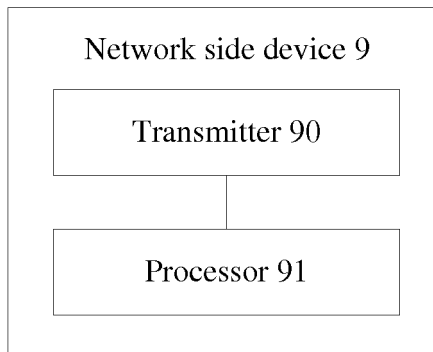 Network side device 9
Transmitter 90
Processor 91